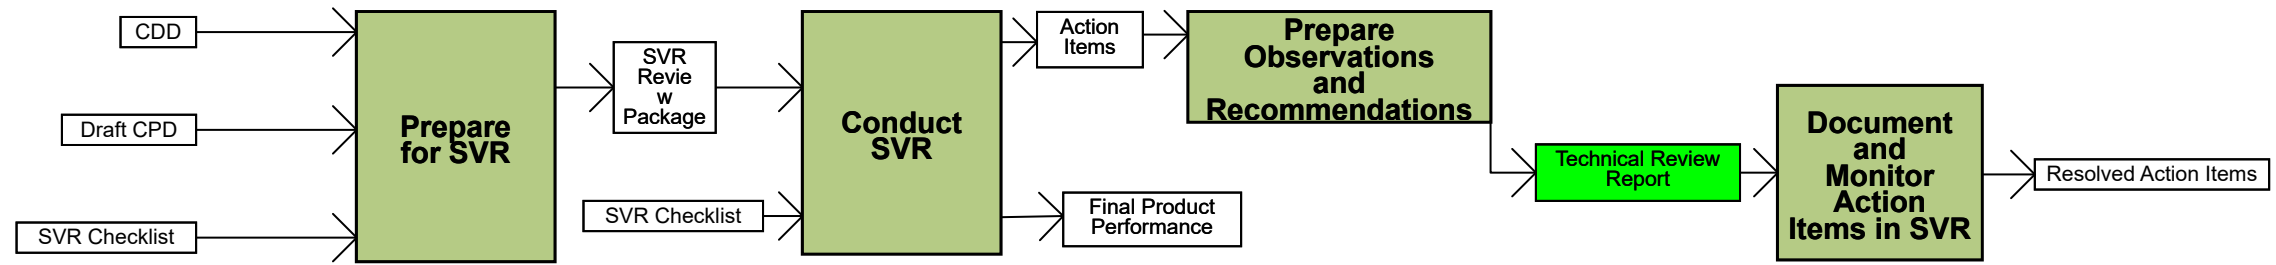 CDD
Draft CPD
SVR Checklist
Prepare
for SVR
SVR
Revie
w
Package
SVR Checklist
Conduct
SVR
Action
Items
Final Product
Performance
Prepare
Observations
and
Recommendations
Technical Review
Report
Document
and
Monitor
Action
Items in SVR
Resolved Action Items